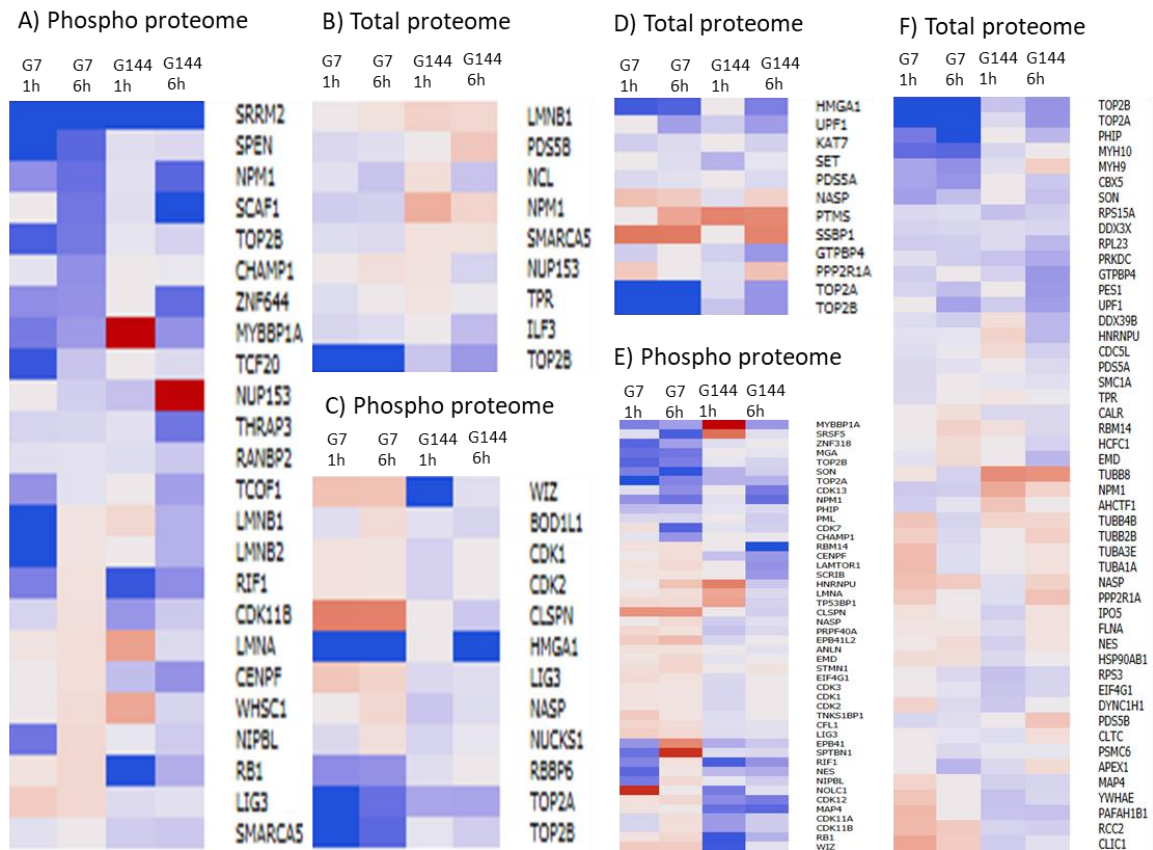 A) Phospho proteome
G7 G7 G144 G144
1h 6h 1h 6h
SRRM2
SPEN
NPM1
SCAF1
TOP2B
CHAMP1
ZNF644
MYBBP1A
TCF20
NUP153
THRAP3
RANBP2
TCOF1
LMNB1
LMNB2
RIF1
CDK11B
LMNA
CENPF
WHSC1
NIPBL
RB1
LIG3
SMARCA5
B) Total proteome
G7 G7 G144 G144
1h 6h 1h 6h
LMNB1
PDS5B
NCL
NPM1
SMARCA5
NUP153
TPR
ILF3
TOP2B
C) Phospho proteome
G7 G7 G144 G144
1h 6h 1h 6h
WIZ
BOD1L1
CDK1
CDK2
CLSPN
HMGA1
LIG3
NASP
NUCKS1
RBBP6
TOP2A
TOP2B
D) Total proteome
G7 G7 G144 G144
1h 6h 1h 6h
HMGA1
UPF1
KAT7
SET
PDS5A
NASP
PTMS
SSBP1
GTPBP4
PPP2R1A
TOP2A
TOP2B
E) Phospho proteome
G7 G7 G144 G144
1h 6h 1h 6h
MYBBP1A
SRSF5
ZNF318
MGA
TOP2B
SON
TOP2A
CDK13
NPM1
PHIP
PML
CDK7
CHAMP1
RBM14
CENPF
LAMTOR1
SCRIB
HNRNPU
LMNA
TP53BP1
CLSPN
NASP
PRPF40A
EPB41L2
ANLN
EMD
STMN1
EIF4G1
CDK3
CDK1
CDK2
TNKS1BP1
CFL1
LIG3
EPB41
SPTBN1
RIF1
NES
NIPBL
NOLC1
CDK12
MAP4
CDK11A
CDK11B
RB1
WIZ
F) Total proteome
G7 G7 G144 G144
1h 6h 1h 6h
TOP2B
TOP2A
PHIP
MYH10
MYH9
CBX5
SON
RPS15A
DDX3X
RPL23
PRKDC
GTPBP4
PES1
UPF1
DDX39B
HNRNPU
CDC5L
PDS5A
SMC1A
TPR
CALR
RBM14
HCFC1
EMD
TUBB8
NPM1
AHCTF1
TUBB4B
TUBB2B
TUBA3E
TUBA1A
NASP
PPP2R1A
IPO5
FLNA
NES
HSP90AB1
RPS3
EIF4G1
DYNC1H1
PDS5B
CLTC
PSMC6
APEX1
MAP4
YWHAE
PAFAH1B1
RCC2
CLIC1